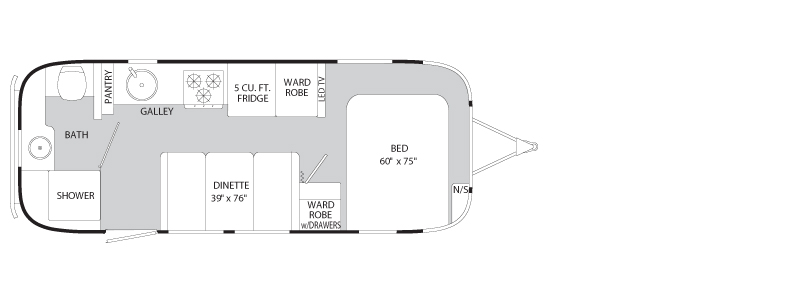 PANTRY
GALLEY
5 CU. FT.
FRIDGE
WARD
ROBE
LED TV
BATH
SHOWER
DINETTE
39" x 76"
WARD
ROBE
w/DRAWERS
BED
60" x 75"
N/S